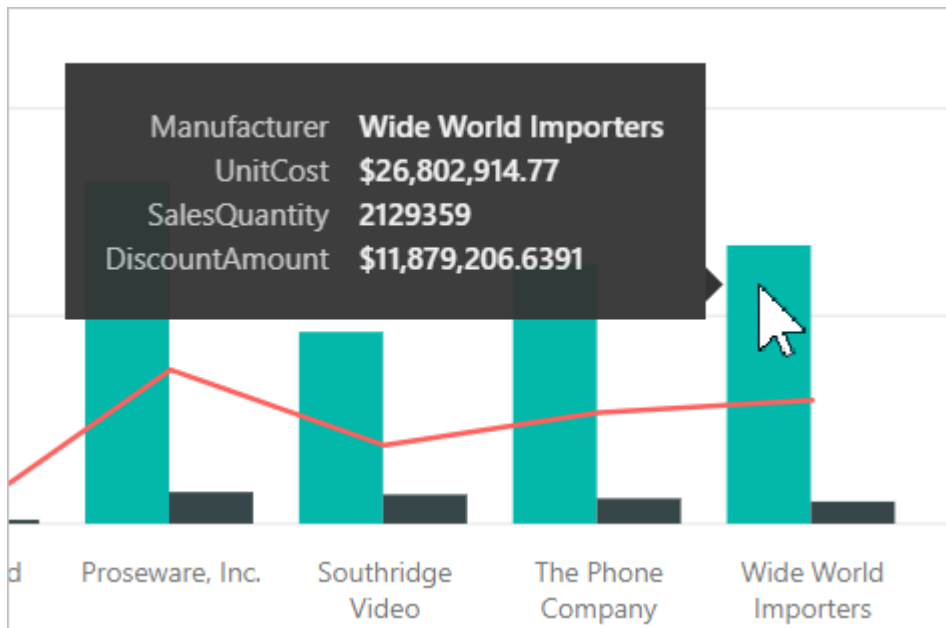 Manufacturer Wide World Importers
UnitCost $26,802,914.77
SalesQuantity 2129359
DiscountAmount $11,879,206.6391
d Proseware, Inc. Southridge The Phone Wide World
Video Company Importers